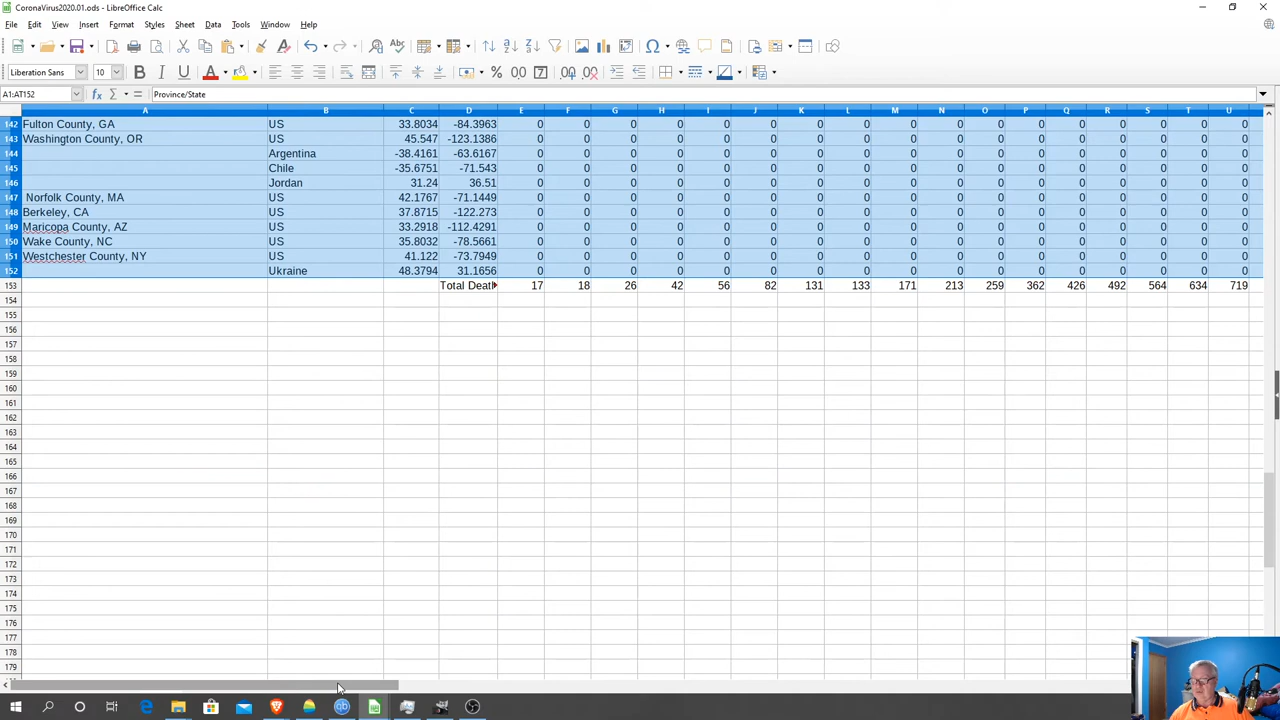 CoronaVirus2020.01.ods - LibreOffice Calc
File Edit View Insert Format Styles Sheet Data Tools Window Help
Liberation Sans 10
A1:AT152 Province/State
A B C D E F G H I J K L M N O P Q R S T U
142 Fulton County, GA US 33.8034 -84.3963 0 0 0 0 0 0 0 0 0 0 0 0 0 0 0 0 0
143 Washington County, OR US 45.547 -123.1386 0 0 0 0 0 0 0 0 0 0 0 0 0 0 0 0 0
144 Argentina -38.4161 -63.6167 0 0 0 0 0 0 0 0 0 0 0 0 0 0 0 0 0
145 Chile -35.6751 -71.543 0 0 0 0 0 0 0 0 0 0 0 0 0 0 0 0 0
146 Jordan 31.24 36.51 0 0 0 0 0 0 0 0 0 0 0 0 0 0 0 0 0
147 Norfolk County, MA US 42.1767 -71.1449 0 0 0 0 0 0 0 0 0 0 0 0 0 0 0 0 0
148 Berkeley, CA US 37.8715 -122.273 0 0 0 0 0 0 0 0 0 0 0 0 0 0 0 0 0
149 Maricopa County, AZ US 33.2918 -112.4291 0 0 0 0 0 0 0 0 0 0 0 0 0 0 0 0 0
150 Wake County, NC US 35.8032 -78.5661 0 0 0 0 0 0 0 0 0 0 0 0 0 0 0 0 0
151 Westchester County, NY US 41.122 -73.7949 0 0 0 0 0 0 0 0 0 0 0 0 0 0 0 0 0
152 Ukraine 48.3794 31.1656 0 0 0 0 0 0 0 0 0 0 0 0 0 0 0 0 0
153 Total Deat 17 18 26 42 56 82 131 133 171 213 259 362 426 492 564 634 719
154
155
156
157
158
159
160
161
162
163
164
165
166
167
168
169
170
171
172
173
174
175
176
177
178
179